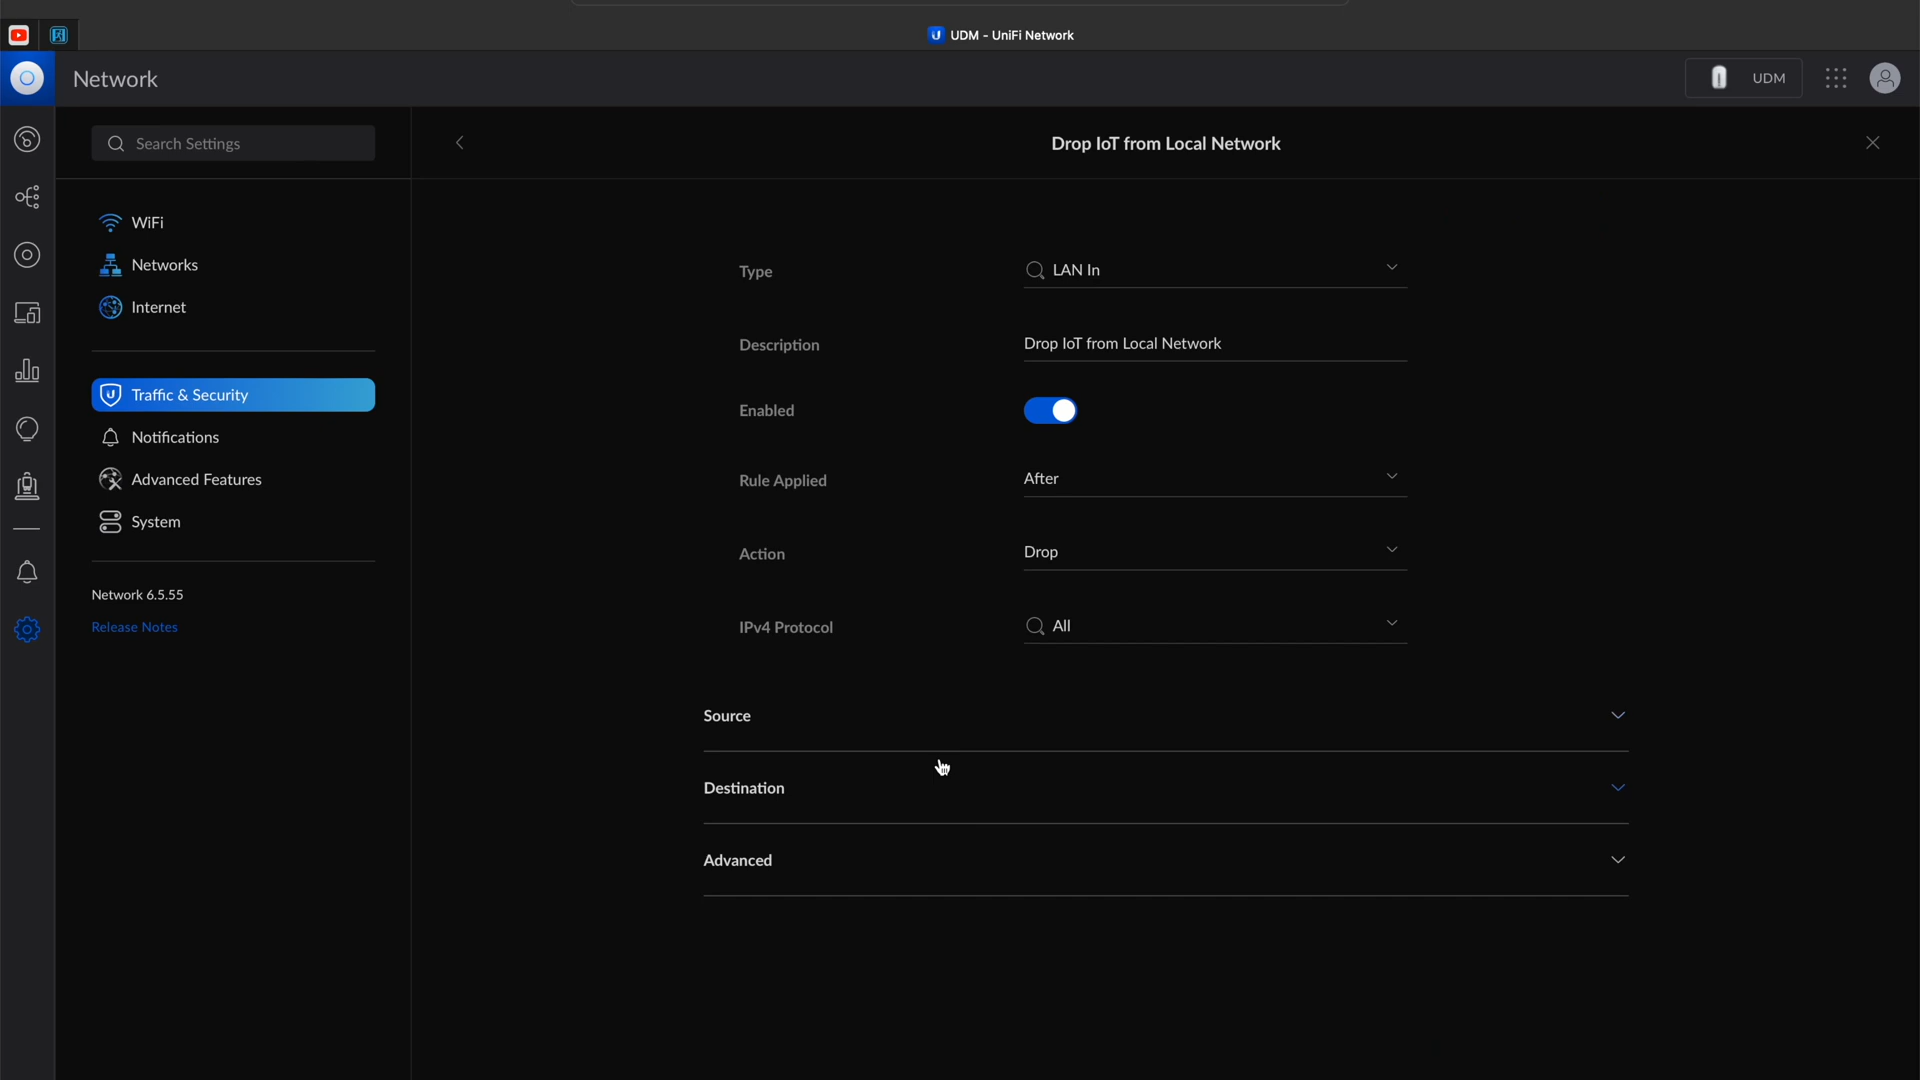 UDM - UniFi Network
Network
UDM
Search Settings
Drop IoT from Local Network
WiFi
Networks
Internet
Traffic & Security
Notifications
Advanced Features
System
Network 6.5.55
Release Notes
Type
LAN In
Description
Drop IoT from Local Network
Enabled
Rule Applied
After
Action
Drop
IPv4 Protocol
All
Source
Destination
Advanced